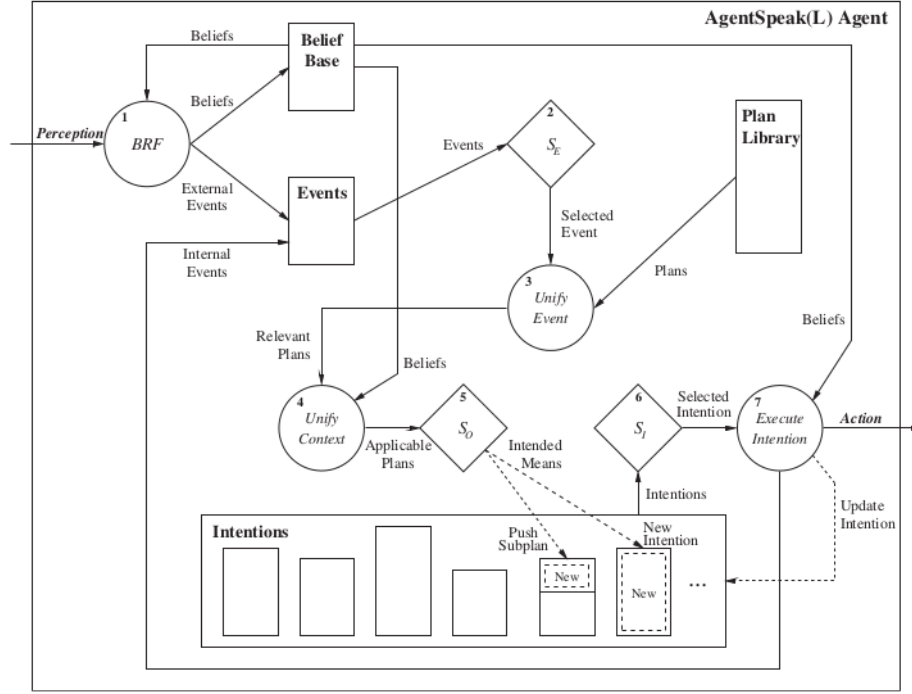 AgentSpeak(L) Agent
Beliefs
Belief
Base
Beliefs
1
Perception
BRF
2
S_E
Plan
Library
Events
External
Events
Events
Selected
Event
Internal
Events
Plans
3
Unify
Event
Relevant
Plans
Beliefs
Beliefs
4
Unify
Context
Applicable
Plans
5
S_O
Intended
Means
6
S_I
Selected
Intention
7
Execute
Intention
Action
Intentions
Update
Intention
Intentions
Push
Subplan
New
Intention
New
New
...